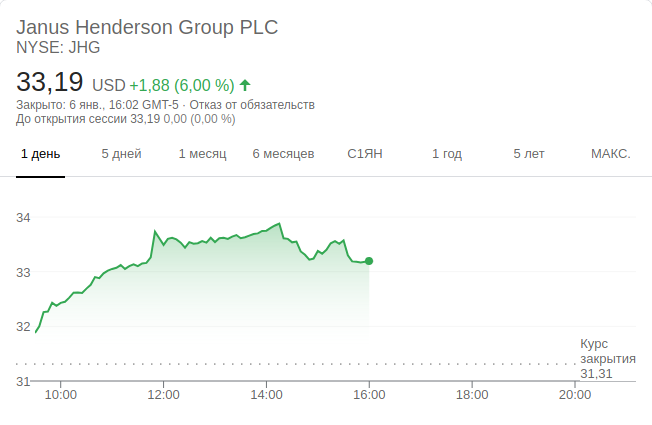 Janus Henderson Group PLC
NYSE: JHG
33,19 USD +1,88 (6,00 %)
Закрыто: 6 янв., 16:02 GMT-5 · Отказ от обязательств
До открытия сессии 33,19 0,00 (0,00 %)
1 день 5 дней 1 месяц 6 месяцев С1ЯН 1 год 5 лет МАКС.
34
33
32
Курс
закрытия
31,31
31
10:00 12:00 14:00 16:00 18:00 20:00